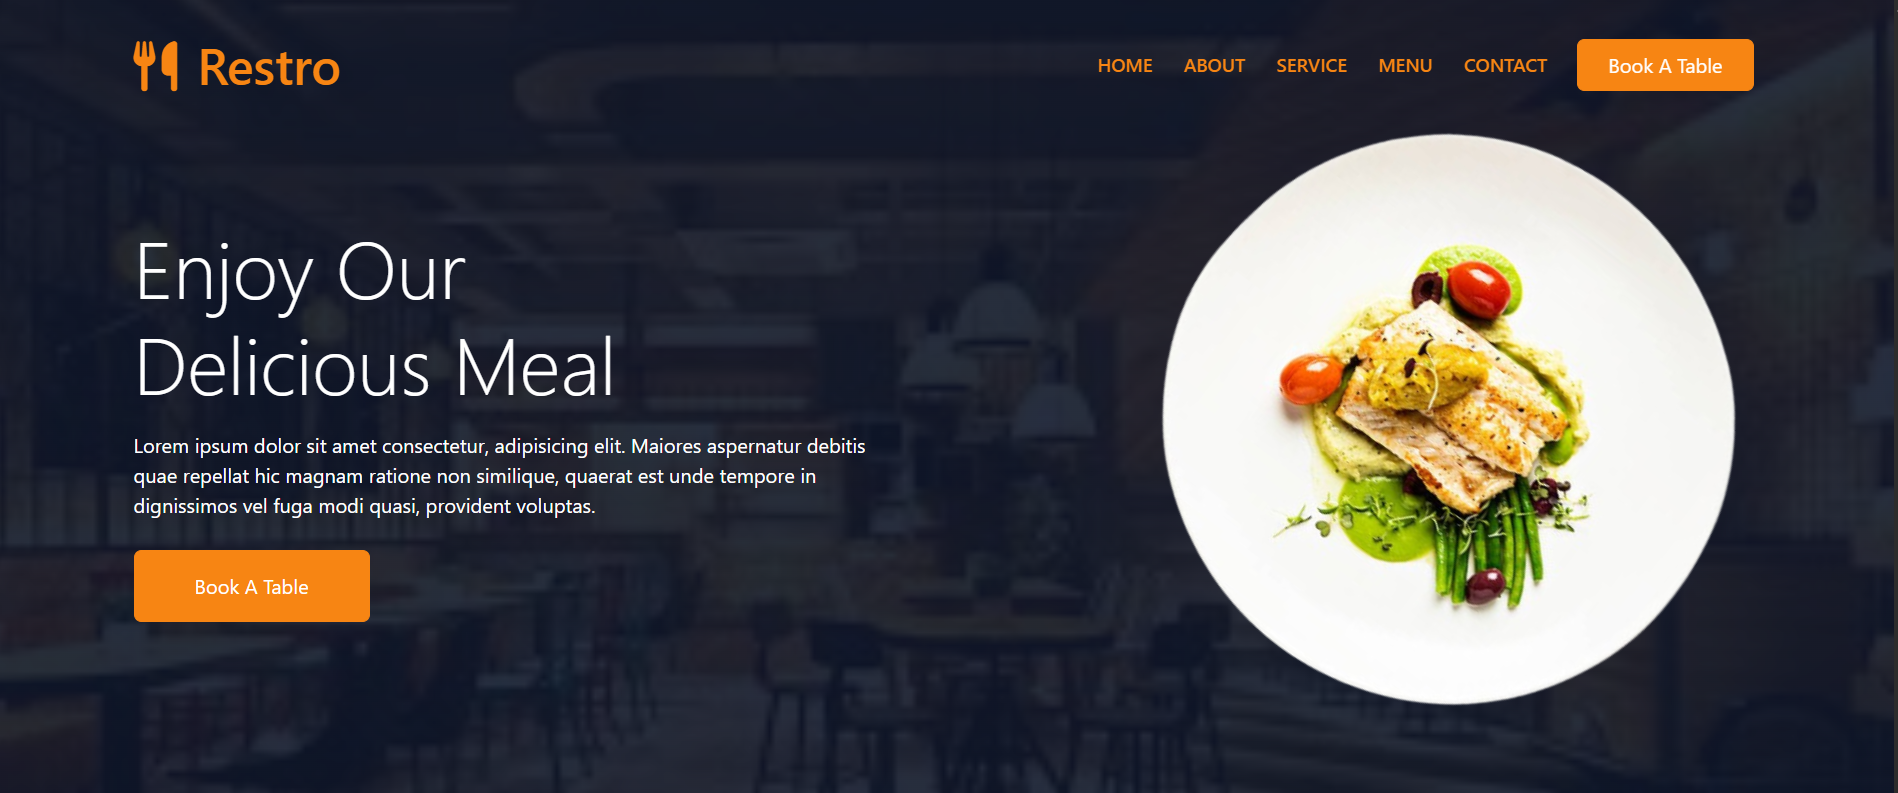 Restro
HOME ABOUT SERVICE MENU CONTACT Book A Table
Enjoy Our
Delicious Meal
Lorem ipsum dolor sit amet consectetur, adipisicing elit. Maiores aspernatur debitis
quae repellat hic magnam ratione non similique, quaerat est unde tempore in
dignissimos vel fuga modi quasi, provident voluptas.
Book A Table